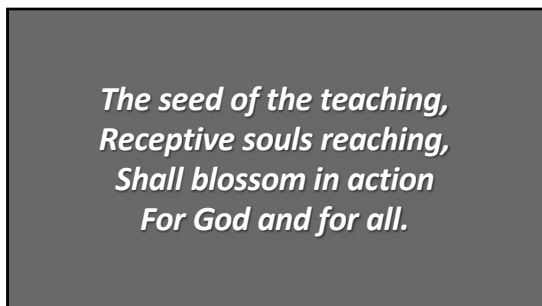 The seed of the teaching,
Receptive souls reaching,
Shall blossom in action
For God and for all.